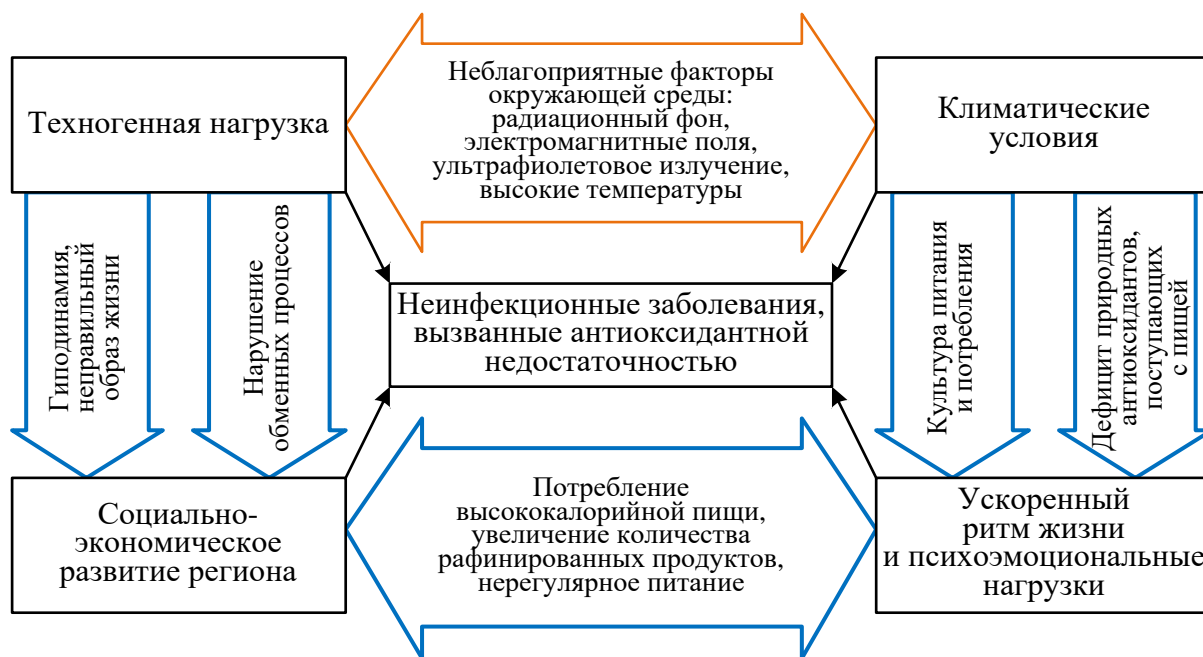 Техногенная нагрузка
Неблагоприятные факторы
окружающей среды:
радиационный фон,
электромагнитные поля,
ультрафиолетовое излучение,
высокие температуры
Климатические
условия
Гиподинамия,
неправильный
образ жизни
Нарушение
обменных процессов
Неинфекционные заболевания,
вызванные антиоксидантной
недостаточностью
Культура питания
и потребления
Дефицит природных
антиоксидантов,
поступающих
с пищей
Социально-
экономическое
развитие региона
Потребление
высококалорийной пищи,
увеличение количества
рафинированных продуктов,
нерегулярное питание
Ускоренный
ритм жизни
и психоэмоциональные
нагрузки